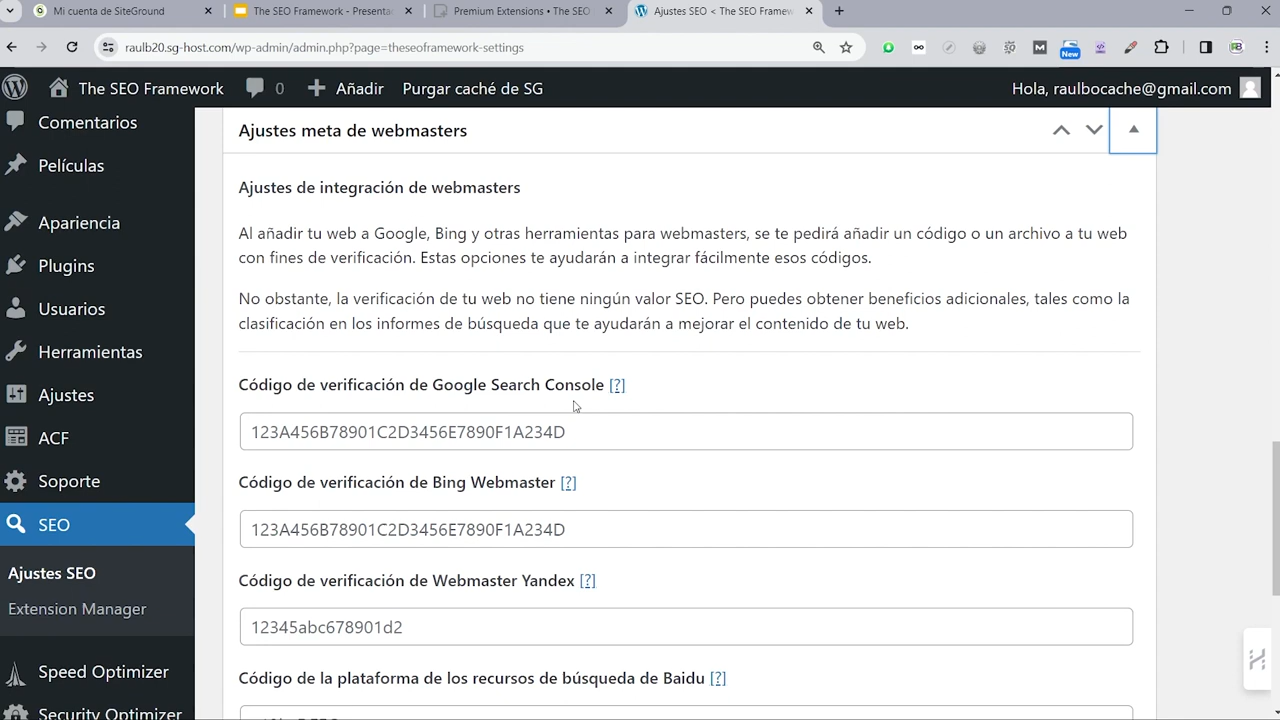 Mi cuenta de SiteGround
The SEO Framework - Presentac
Premium Extensions • The SEO
Ajustes SEO < The SEO Framew
raulb20.sg-host.com/wp-admin/admin.php?page=theseoframework-settings
New
The SEO Framework
0
Añadir
Purgar caché de SG
Hola, raulbocache@gmail.com
Comentarios
Películas
Apariencia
Plugins
Usuarios
Herramientas
Ajustes
ACF
Soporte
SEO
Ajustes SEO
Extension Manager
Speed Optimizer
Security Optimizer
Ajustes meta de webmasters
Ajustes de integración de webmasters
Al añadir tu web a Google, Bing y otras herramientas para webmasters, se te pedirá añadir un código o un archivo a tu web
con fines de verificación. Estas opciones te ayudarán a integrar fácilmente esos códigos.
No obstante, la verificación de tu web no tiene ningún valor SEO. Pero puedes obtener beneficios adicionales, tales como la
clasificación en los informes de búsqueda que te ayudarán a mejorar el contenido de tu web.
Código de verificación de Google Search Console [?]
123A456B78901C2D3456E7890F1A234D
Código de verificación de Bing Webmaster [?]
123A456B78901C2D3456E7890F1A234D
Código de verificación de Webmaster Yandex [?]
12345abc678901d2
Código de la plataforma de los recursos de búsqueda de Baidu [?]